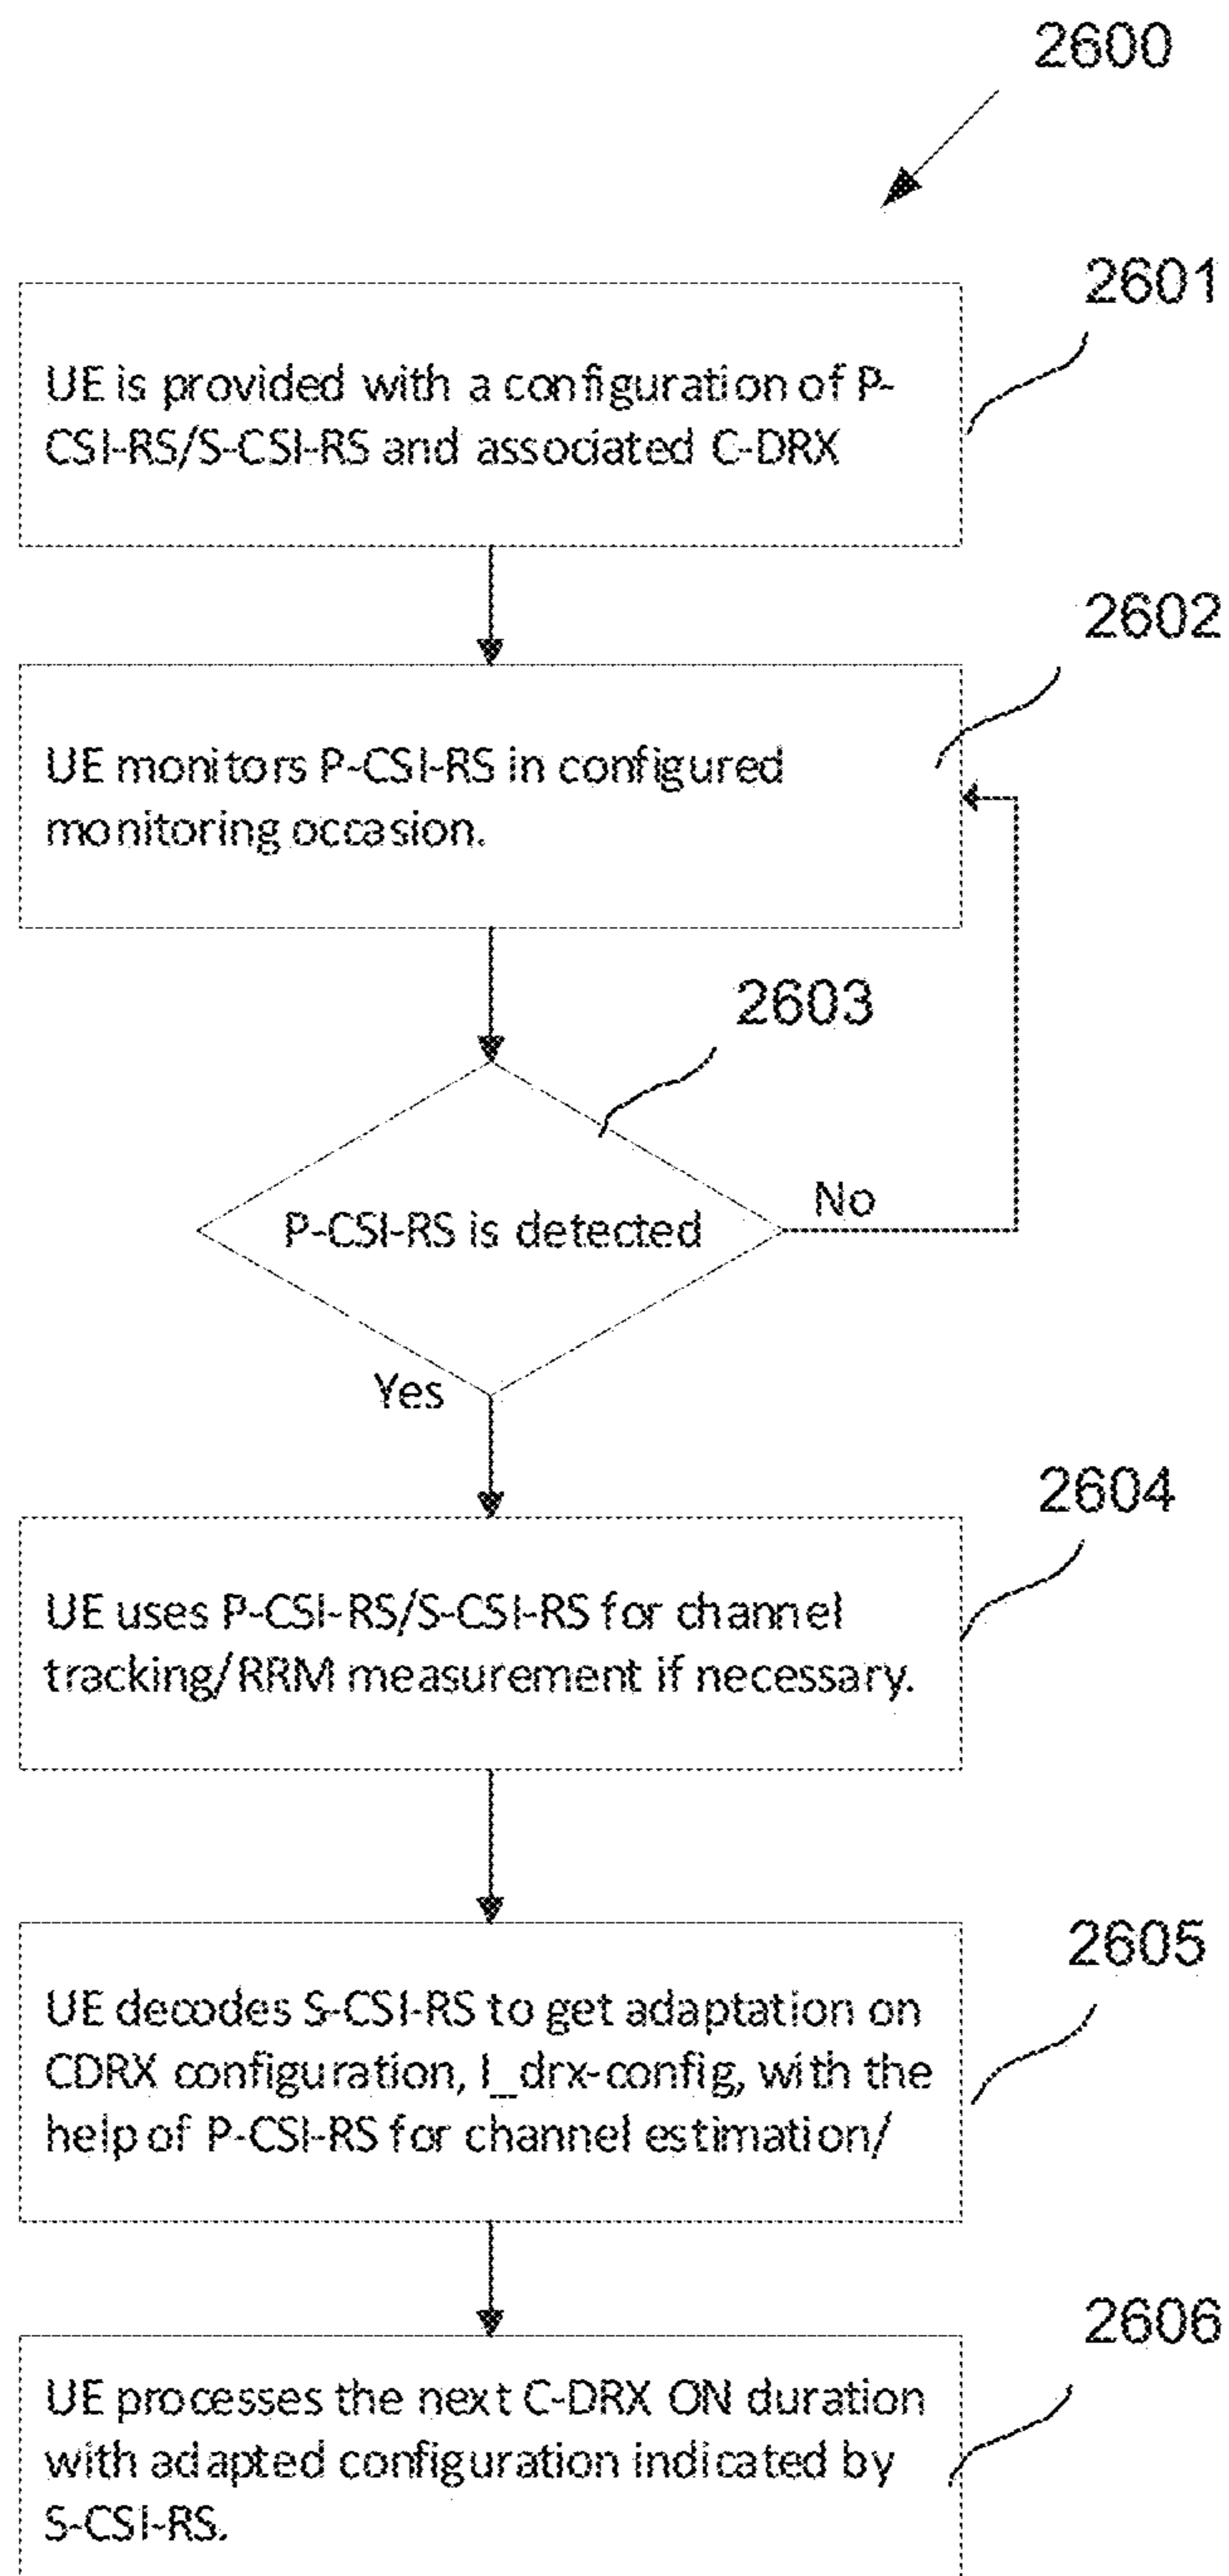 2600
2601
UE is provided with a configuration of P-
CSI-RS/S-CSI-RS and associated C-DRX
2602
UE monitors P-CSI-RS in configured
monitoring occasion.
2603
P-CSI-RS is detected
No
Yes
2604
UE uses P-CSI-RS/S-CSI-RS for channel
tracking/RRM measurement if necessary.
2605
UE decodes S-CSI-RS to get adaptation on
CDRX configuration, I_drx-config, with the
help of P-CSI-RS for channel estimation/
2606
UE processes the next C-DRX ON duration
with adapted configuration indicated by
S-CSI-RS.